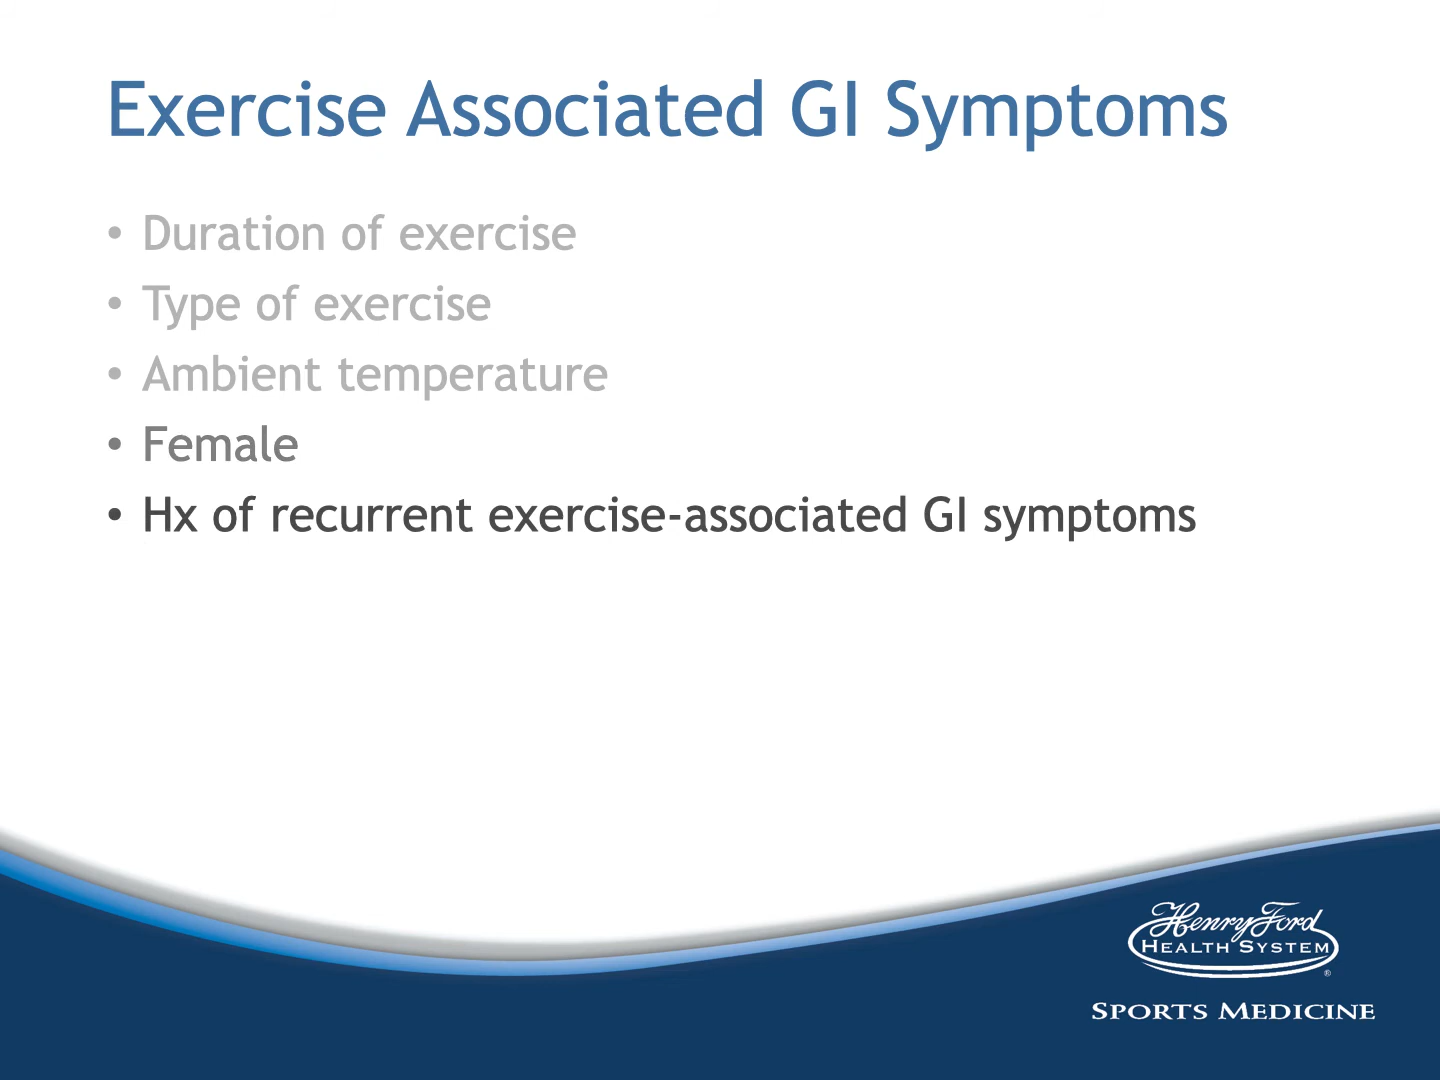 Exercise Associated GI Symptoms
• Duration of exercise
• Type of exercise
• Ambient temperature
• Female
• Hx of recurrent exercise-associated GI symptoms
Henry Ford
HEALTH SYSTEM
®
SPORTS MEDICINE